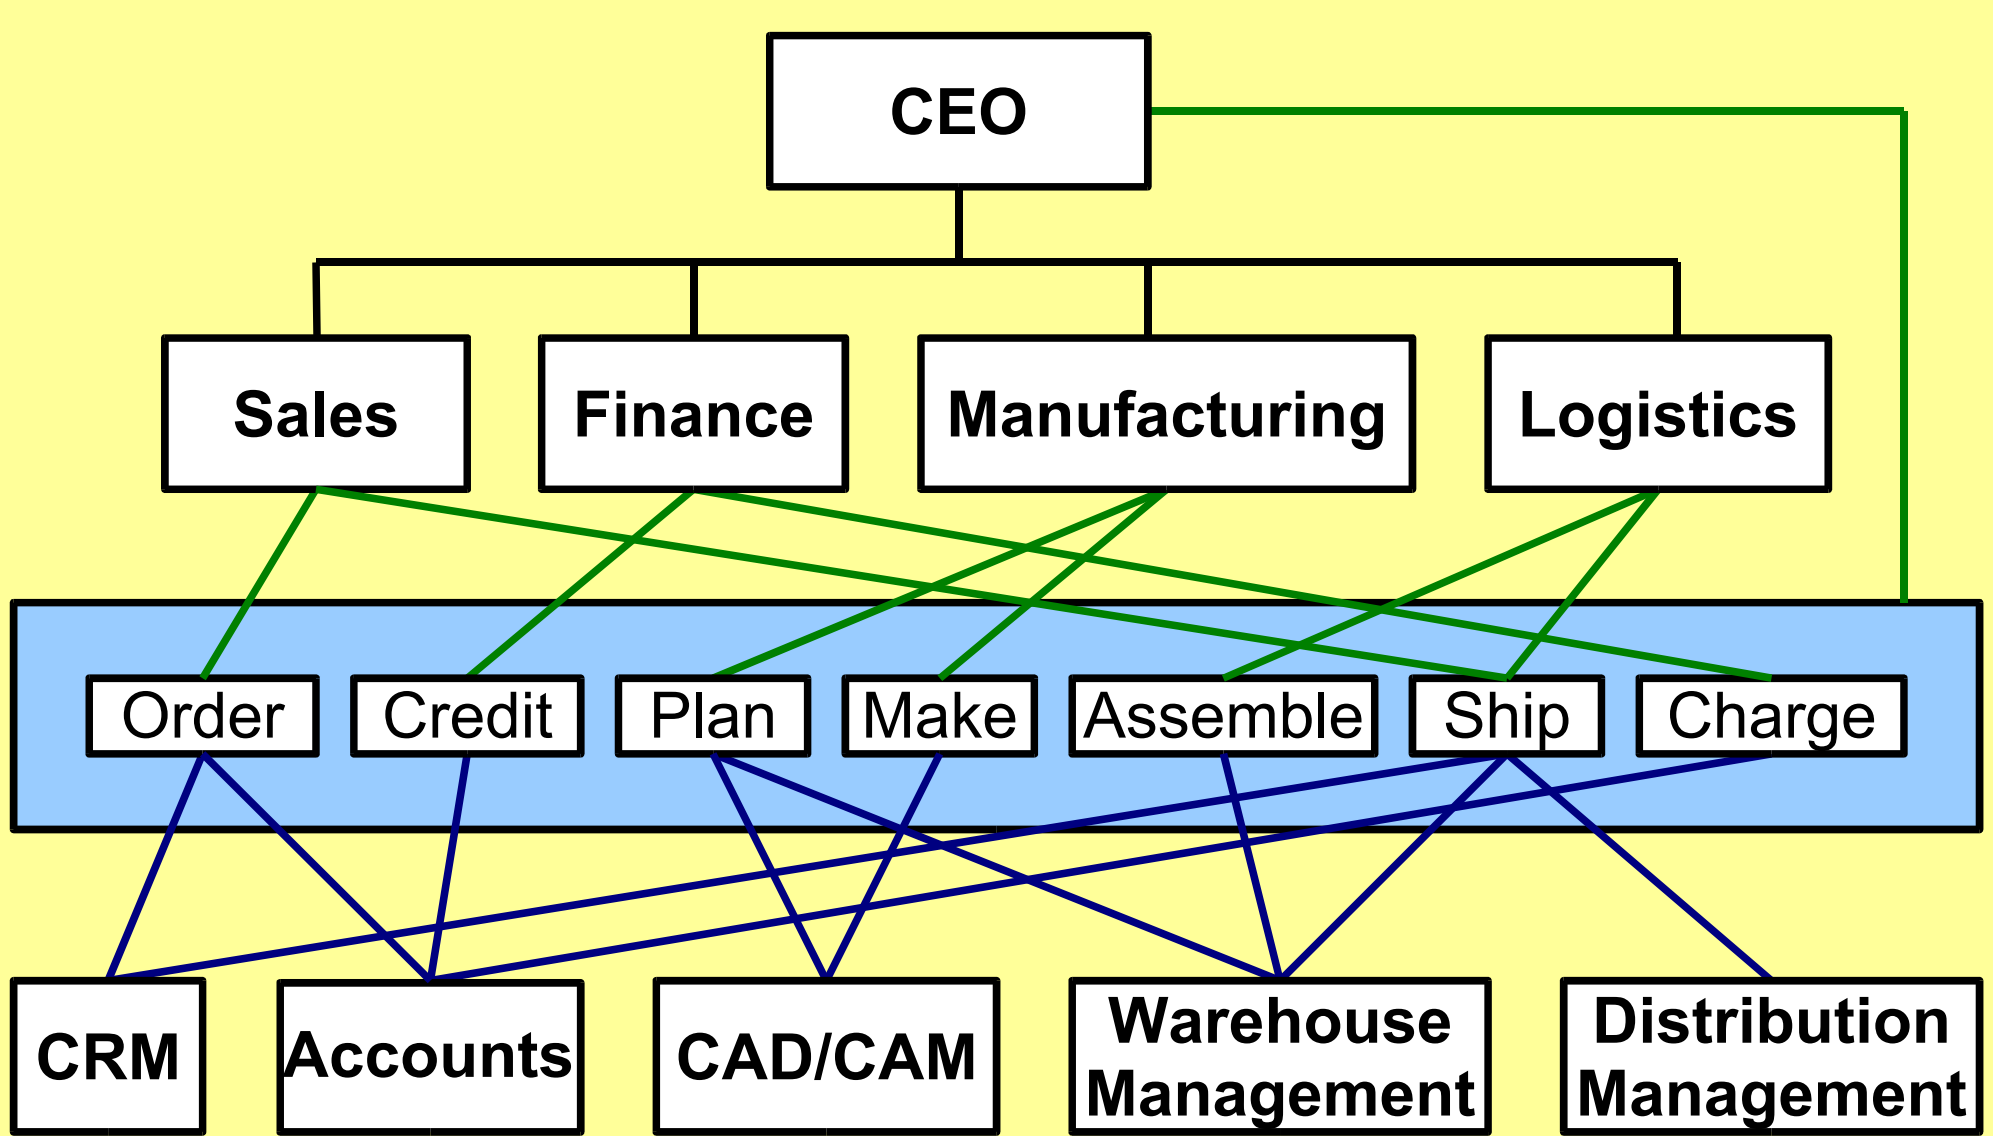 CEO
Sales
Finance
Manufacturing
Logistics
Order
Credit
Plan
Make
Assemble
Ship
Charge
CRM
Accounts
CAD/CAM
Warehouse
Management
Distribution
Management